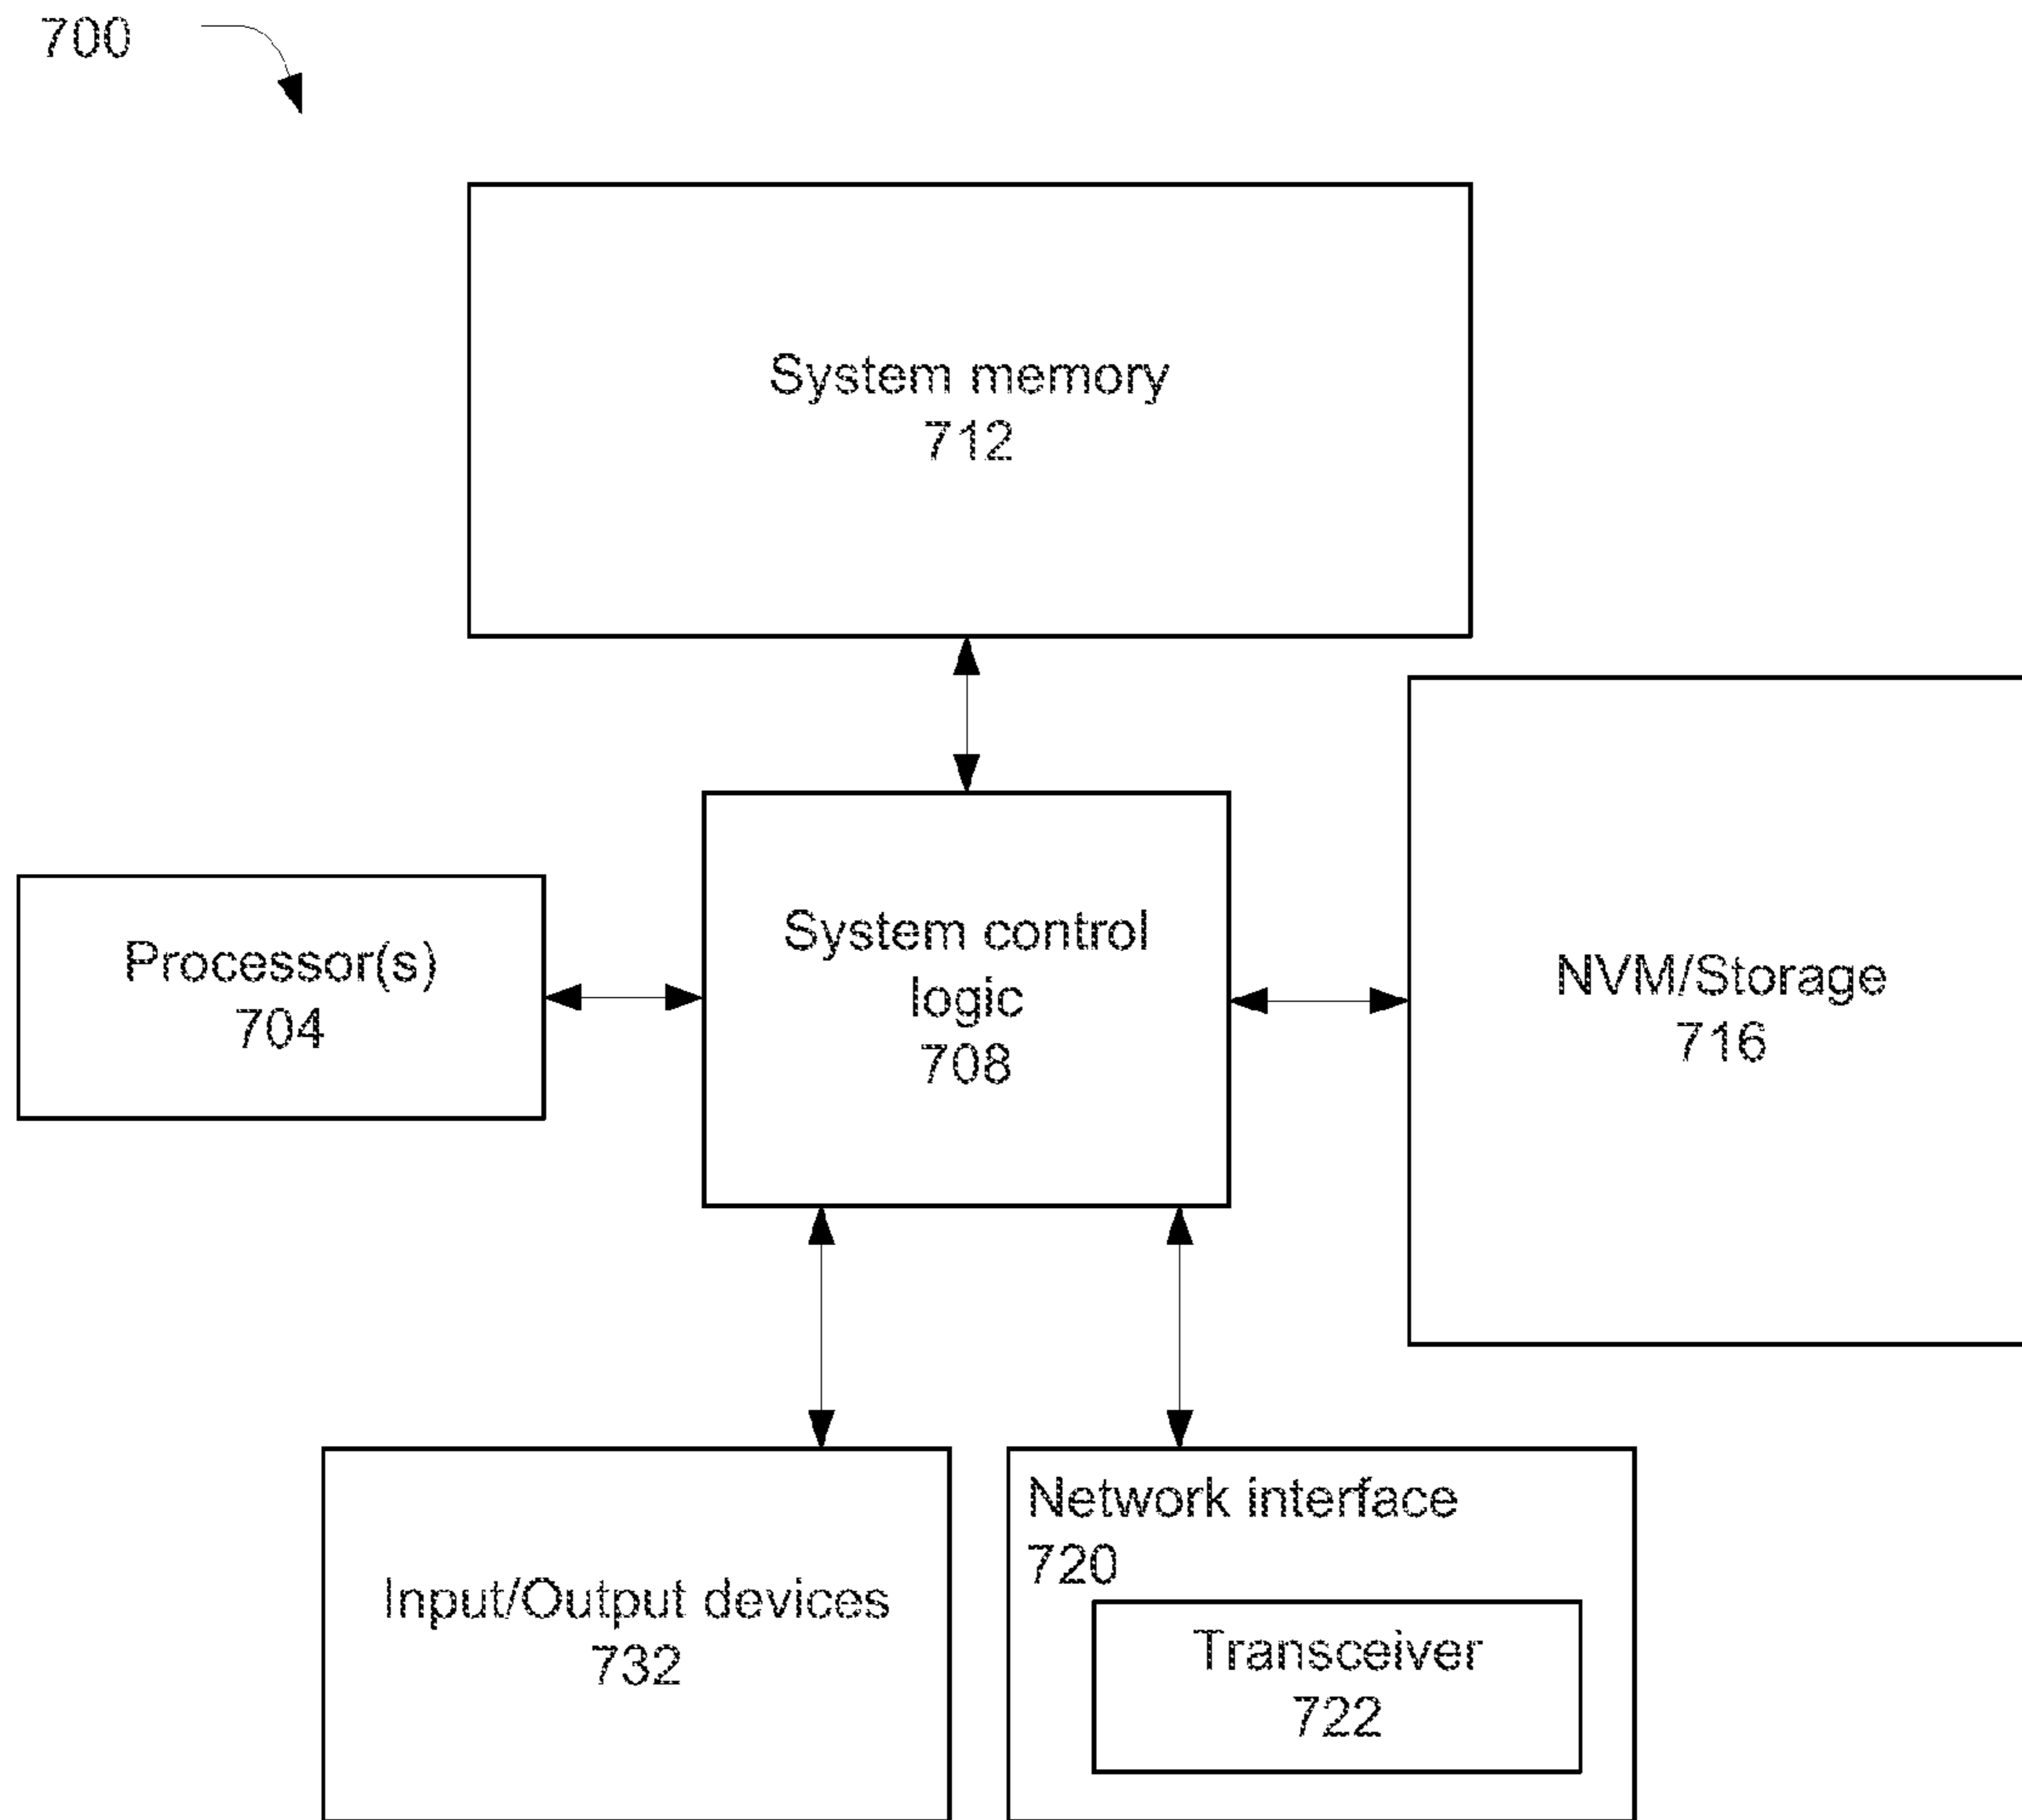 700
System memory
712
Processor(s)
704
System control
logic
708
NVM/Storage
716
Input/Output devices
732
Network interface
720
Transceiver
722